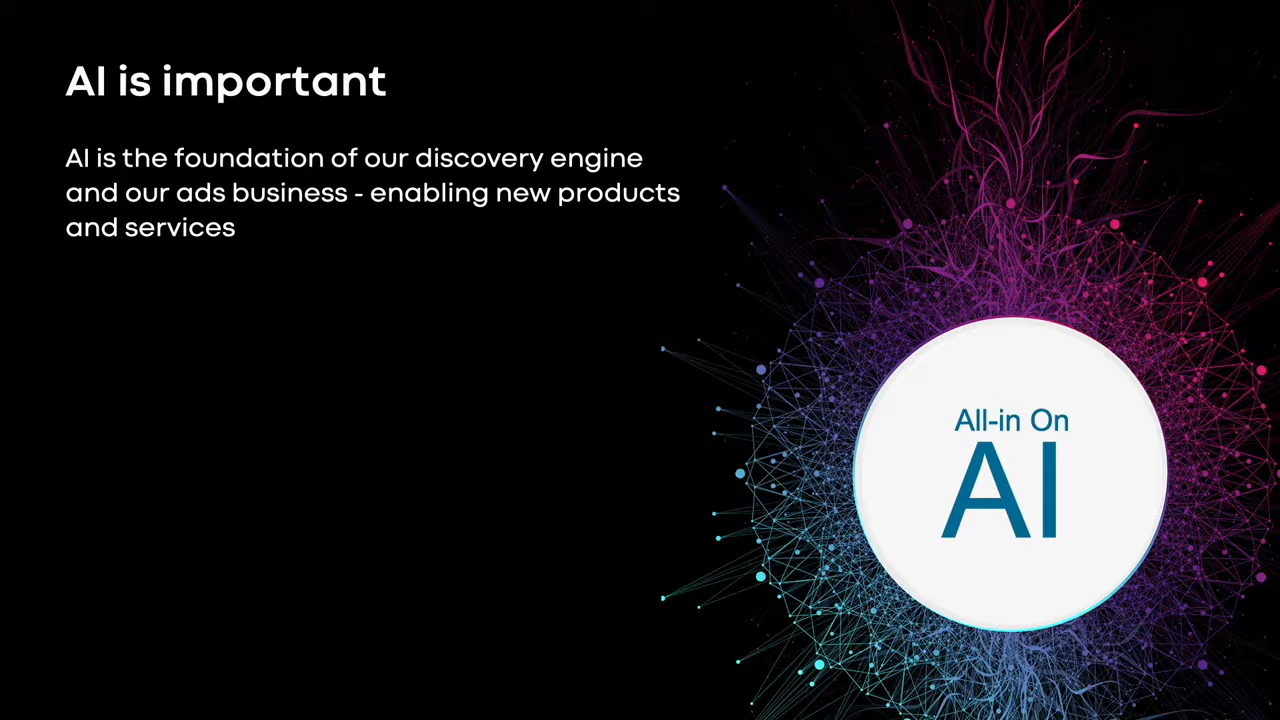 AI is important
AI is the foundation of our discovery engine
and our ads business - enabling new products
and services
All-in On
AI